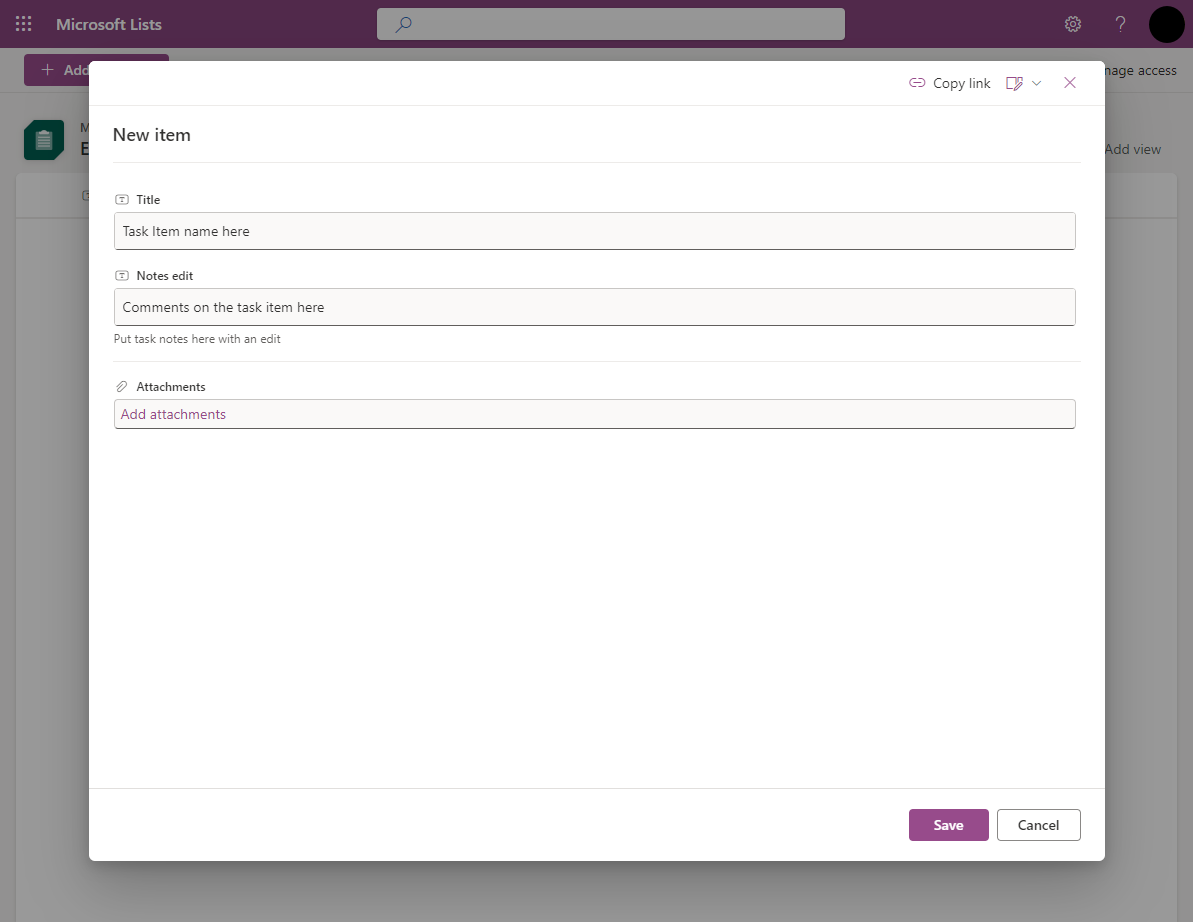 Microsoft Lists
Add
Copy link
nage access
New item
Add view
Title
Task Item name here
Notes edit
Comments on the task item here
Put task notes here with an edit
Attachments
Add attachments
Save
Cancel